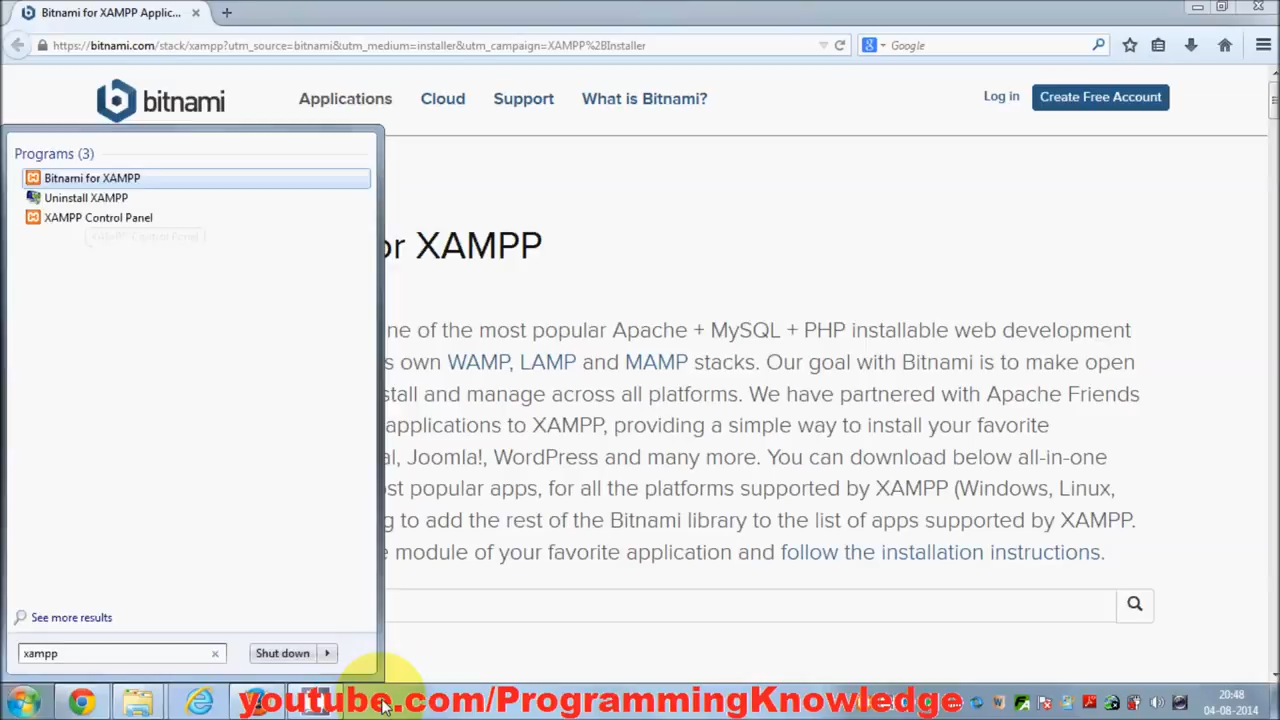 Bitnami for XAMPP Applic...
https://bitnami.com/stack/xampp?utm_source=bitnami&utm_medium=installer&utm_campaign=XAMPP%2BInstaller
Google
bitnami
Applications
Cloud
Support
What is Bitnami?
Log in
Create Free Account
Programs (3)
Bitnami for XAMPP
Uninstall XAMPP
XAMPP Control Panel
XAMPP Control Panel
or XAMPP
ne of the most popular Apache + MySQL + PHP installable web development
s own WAMP, LAMP and MAMP stacks. Our goal with Bitnami is to make open
stall and manage across all platforms. We have partnered with Apache Friends
applications to XAMPP, providing a simple way to install your favorite
al, Joomla!, WordPress and many more. You can download below all-in-one
ost popular apps, for all the platforms supported by XAMPP (Windows, Linux,
g to add the rest of the Bitnami library to the list of apps supported by XAMPP.
e module of your favorite application and follow the installation instructions.
See more results
xampp
Shut down
youtube.com/ProgrammingKnowledge
20:48
04-08-2014